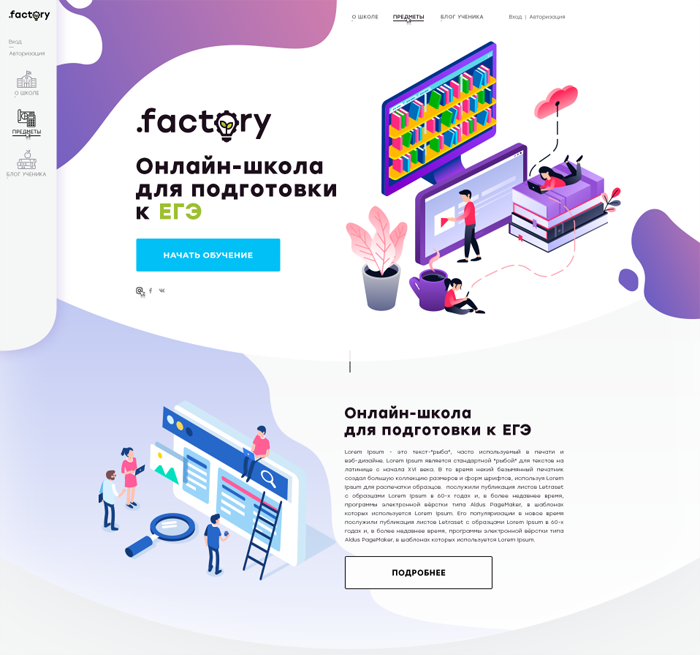 .factory
Вход
Авторизация
О ШКОЛЕ
ПРЕДМЕТЫ
БЛОГ УЧЕНИКА
О ШКОЛЕ
ПРЕДМЕТЫ
БЛОГ УЧЕНИКА
Вход | Авторизация
.factory
Онлайн-школа
для подготовки
к ЕГЭ
НАЧАТЬ ОБУЧЕНИЕ
Онлайн-школа
для подготовки к ЕГЭ
Lorem Ipsum - это текст-"рыба", часто используемый в печати и
вэб-дизайне. Lorem Ipsum является стандартной "рыбой" для текстов на
латинице с начала XVI века. В то время некий безымянный печатник
создал большую коллекцию размеров и форм шрифтов, используя Lorem
Ipsum для распечатки образцов. послужили публикация листов Letraset
с образцами Lorem Ipsum в 60-х годах и, в более недавнее время,
программы электронной вёрстки типа Aldus PageMaker, в шаблонах
которых используется Lorem Ipsum. Его популяризации в новое время
послужили публикация листов Letraset с образцами Lorem Ipsum в 60-х
годах и, в более недавнее время, программы электронной вёрстки типа
Aldus PageMaker, в шаблонах которых используется Lorem Ipsum.
ПОДРОБНЕЕ